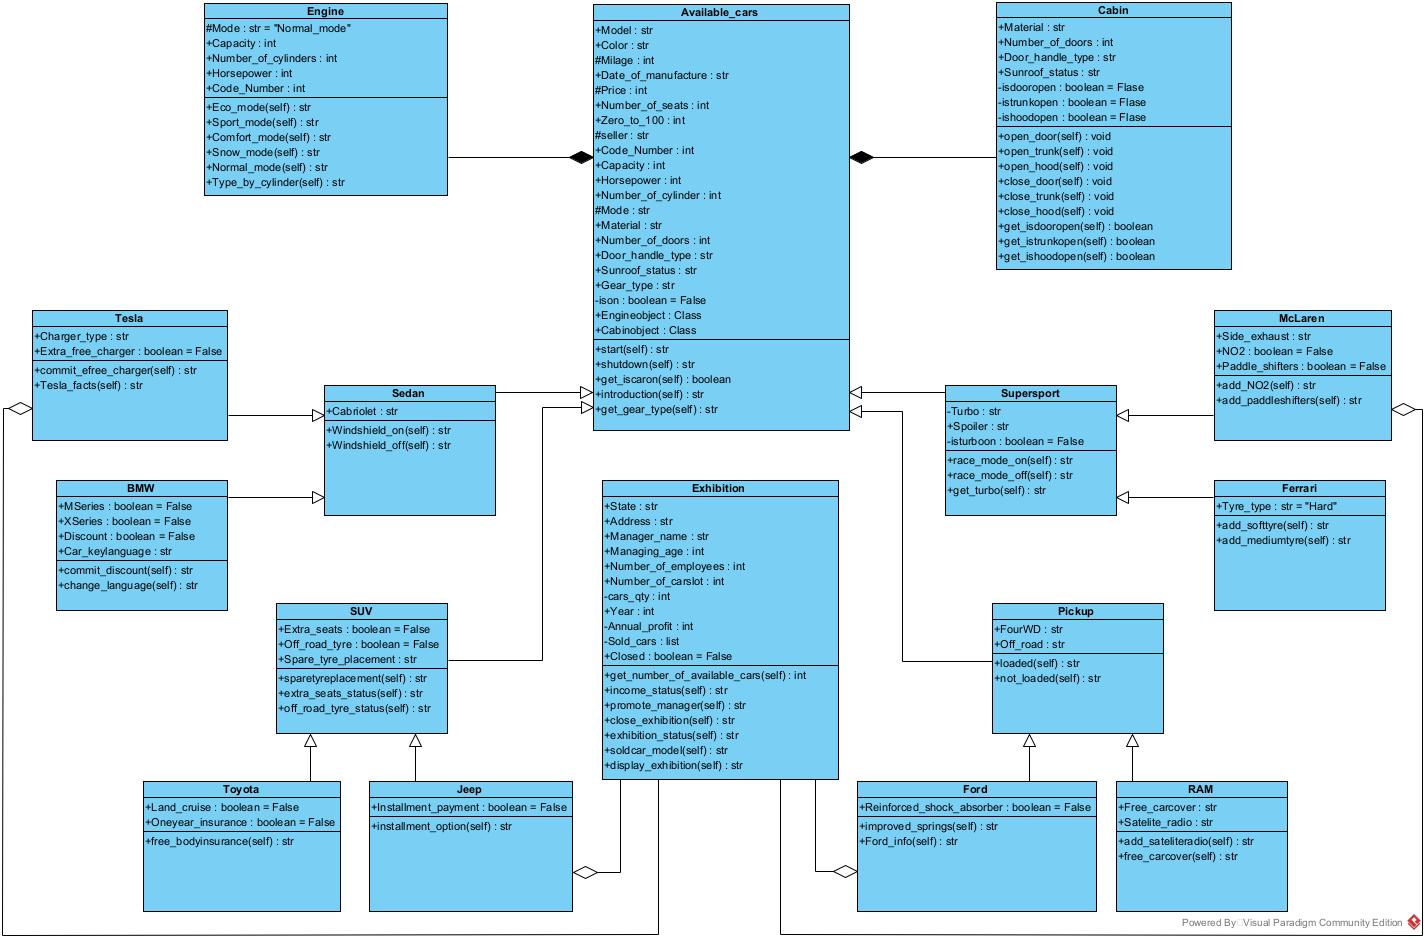 Engine
#Mode : str = "Normal_mode"
+Capacity : int
+Number_of_cylinders : int
+Horsepower : int
+Code_Number : int
+Eco_mode(self) : str
+Sport_mode(self) : str
+Comfort_mode(self) : str
+Snow_mode(self) : str
+Normal_mode(self) : str
+Type_by_cylinder(self) : str
Available_cars
+Model : str
+Color : str
#Milage : int
+Date_of_manufacture : str
#Price : int
+Number_of_seats : int
+Zero_to_100 : int
#seller : str
+Code_Number : int
+Capacity : int
+Horsepower : int
+Number_of_cylinder : int
#Mode : str
+Material : str
+Number_of_doors : int
+Door_handle_type : str
+Sunroof_status : str
+Gear_type : str
-ison : boolean = False
+Engineobject : Class
+Cabinobject : Class
+start(self) : str
+shutdown(self) : str
+get_iscaron() : boolean
+introduction(self) : str
+get_gear_type(self) : str
Cabin
+Material : str
+Number_of_doors : int
+Door_handle_type : str
+Sunroof_status : str
-isdooropen : boolean = Flase
-istrunkopen : boolean = Flase
-ishoodopen : boolean = Flase
+open_door(self) : void
+open_trunk(self) : void
+open_hood(self) : void
+close_door(self) : void
+close_trunk(self) : void
+close_hood(self) : void
+get_isdooropen(self) : boolean
+get_istrunkopen(self) : boolean
+get_ishoodopen(self) : boolean
Tesla
+Charger_type : str
+Extra_free_charger : boolean = False
+commit_efree_charger(self) : str
+Tesla_facts(self) : str
Sedan
+Cabriolet : str
+Windshield_on(self) : str
+Windshield_off(self) : str
Supersport
-Turbo : str
+Spoiler : str
-isturboon : boolean = False
+race_mode_on(self) : str
+race_mode_off(self) : str
+get_turbo(self) : str
McLaren
+Side_exhaust : str
+NO2 : boolean = False
+Paddle_shifters : boolean = False
+add_NO2(self) : str
+add_paddleshifters(self) : str
BMW
+MSeries : boolean = False
+XSeries : boolean = False
+Discount : boolean = False
+Car_keylanguage : str
+commit_discount(self) : str
+change_language(self) : str
Exhibition
+State : str
+Address : str
+Manager_name : str
+Managing_age : int
+Number_of_employees : int
+Number_of_carslot : int
-cars_qty : int
+Year : int
-Annual_profit : int
-Sold_cars : list
+Closed : boolean = False
+get_number_of_available_cars(self) : int
+income_status(self) : str
+promote_manager(self) : str
+close_exhibition(self) : str
+exhibition_status(self) : str
+soldcar_model(self) : str
+display_exhibition(self) : str
Ferrari
+Tyre_type : str = "Hard"
+add_softtyre(self) : str
+add_mediumtyre(self) : str
SUV
+Extra_seats : boolean = False
+Off_road_tyre : boolean = False
+Spare_tyre_placement : str
+sparetyreplacement(self) : str
+extra_seats_status(self) : str
+off_road_tyre_status(self) : str
Pickup
+FourWD : str
+Off_road : str
+loaded(self) : str
+not_loaded(self) : str
Toyota
+Land_cruise : boolean = False
+Oneyear_insurance : boolean = False
+free_bodyinsurance(self) : str
Jeep
+Installment_payment : boolean = False
+installment_option(self) : str
Ford
+Reinforced_shock_absorber : boolean = False
+improved_springs(self) : str
+Ford_info(self) : str
RAM
+Free_carcover : str
+Satelite_radio : str
+add_sateliteradio(self) : str
+free_carcover(self) : str
Powered By Visual Paradigm Community Edition